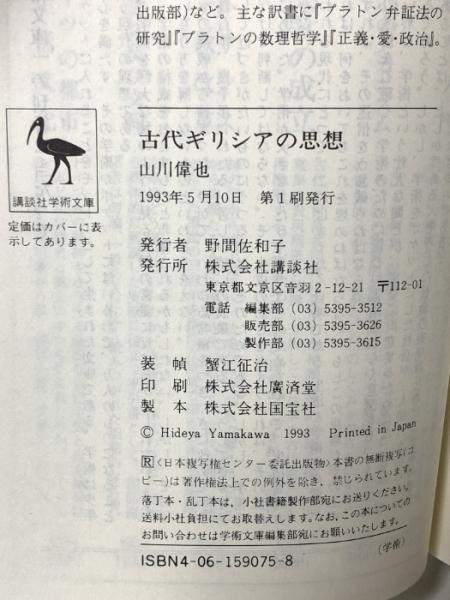 出版部)など。主な訳書に『プラトン弁証法の
研究』『プラトンの数理哲学』『正義・愛・政治』。
講談社学術文庫
定価はカバーに表
示してあります。
古代ギリシアの思想
山川偉也
1993年5月10日 第1刷発行
発行者 野間佐和子
発行所 株式会社講談社
東京都文京区音羽2-12-21 〒112-01
電話 編集部 (03) 5395-3512
販売部 (03) 5395-3626
製作部 (03) 5395-3615
装幀 蟹江征治
印刷 株式会社廣済堂
製本 株式会社国宝社
© Hideya Yamakawa 1993 Printed in Japan
Ⓡ〈日本複写権センター委託出版物〉本書の無断複写(コ
ピー)は著作権法上での例外を除き、禁じられています。
落丁本・乱丁本は、小社書籍製作部宛にお送りください。
送料小社負担にてお取替えします。なお、この本についての
お問い合わせは学術文庫編集部宛にお願いいたします。
(学術)
ISBN4-06-159075-8